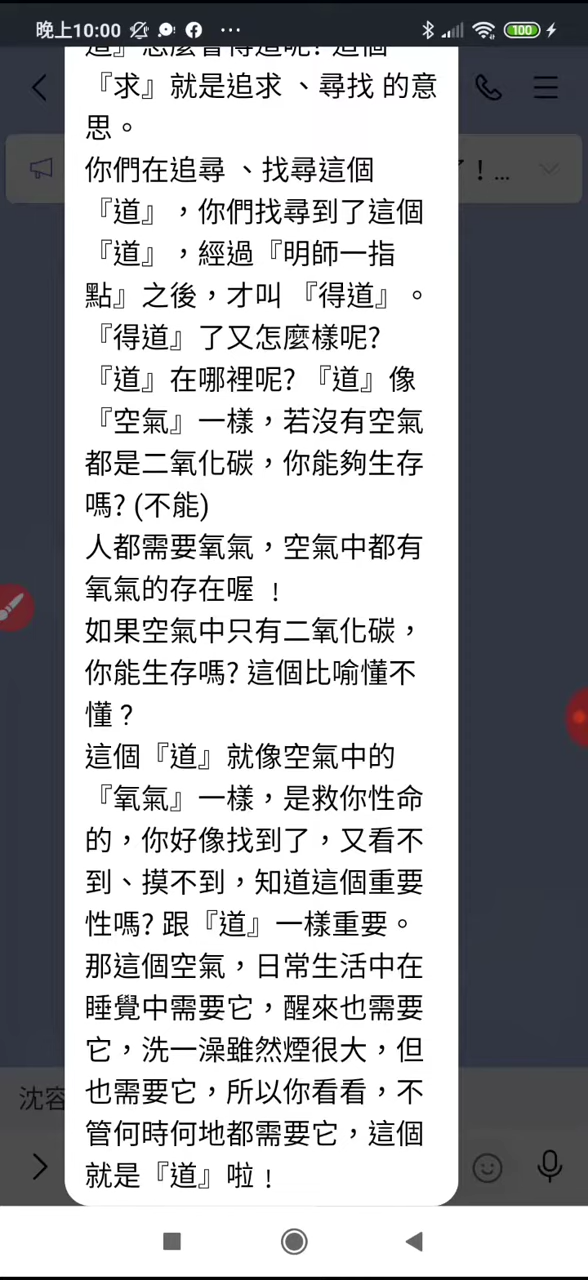 晚上10:00 ...
100
道』怎麼會得道呢? 這個
『求』就是追求 、尋找 的意
思。
你們在追尋 、找尋這個
『道』，你們找尋到了這個
『道』，經過『明師一指
點』之後，才叫 『得道』。
『得道』了又怎麼樣呢?
『道』在哪裡呢? 『道』像
『空氣』一樣，若沒有空氣
都是二氧化碳，你能夠生存
嗎? (不能)
人都需要氧氣，空氣中都有
氧氣的存在喔 ！
如果空氣中只有二氧化碳，
你能生存嗎? 這個比喻懂不
懂？
這個『道』就像空氣中的
『氧氣』一樣，是救你性命
的，你好像找到了，又看不
到、摸不到，知道這個重要
性嗎? 跟『道』一樣重要。
那這個空氣，日常生活中在
睡覺中需要它，醒來也需要
它，洗一澡雖然煙很大，但
也需要它，所以你看看，不
管何時何地都需要它，這個
就是『道』啦！
！...
沈容